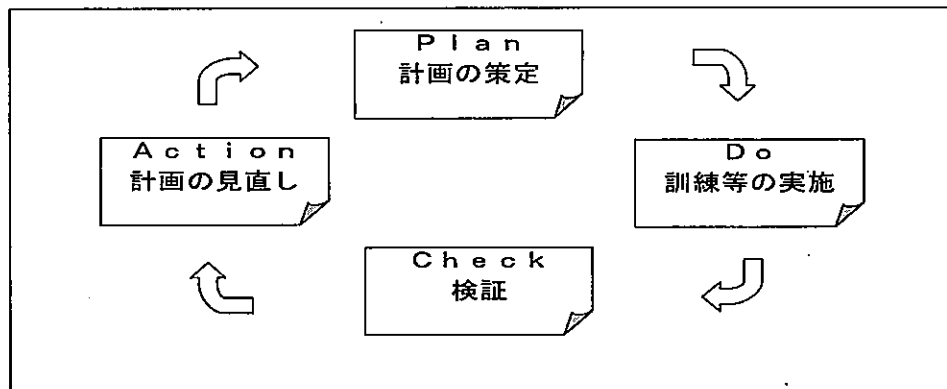 Ｐｌａｎ
計画の策定
Ａｃｔｉｏｎ
計画の見直し
Ｄｏ
訓練等の実施
Ｃｈｅｃｋ
検証